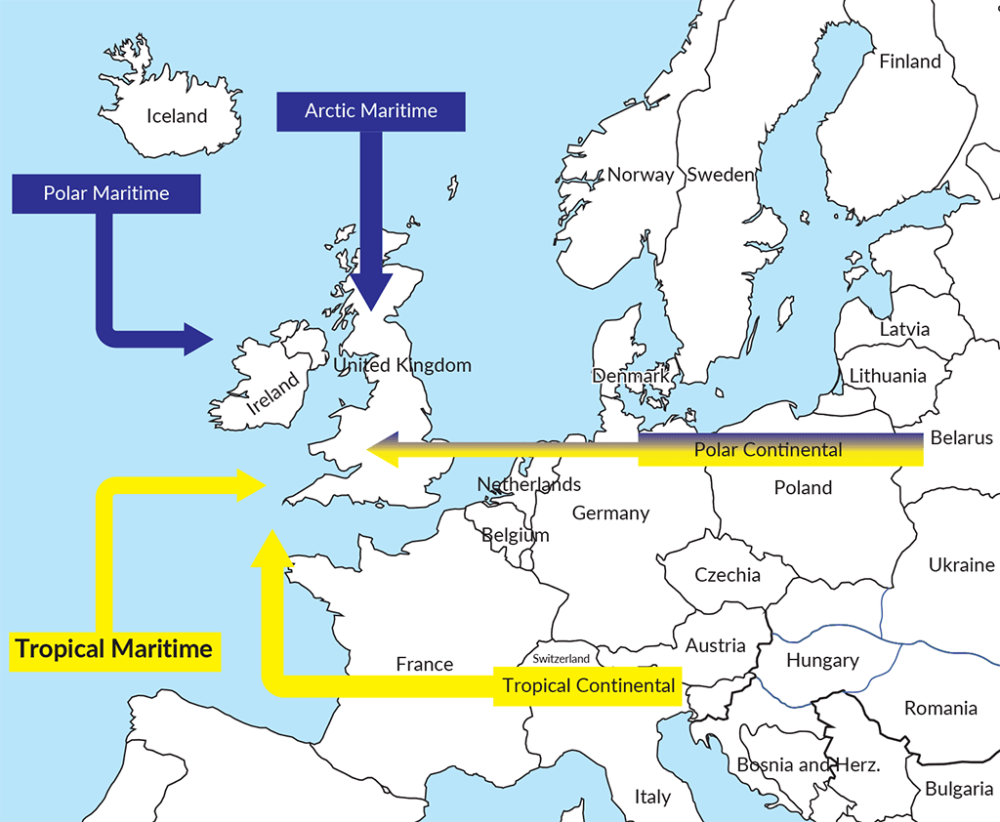 Finland
Arctic Maritime
Iceland
Norway
Sweden
Polar Maritime
Latvia
United Kingdom
Denmark
Lithuania
Ireland
Belarus
Polar Continental
Netherlands
Poland
Germany
Belgium
Ukraine
Czechia
Tropical Maritime
Austria
Switzerland
Hungary
France
Tropical Continental
Romania
Bosnia and Herz.
Bulgaria
Italy